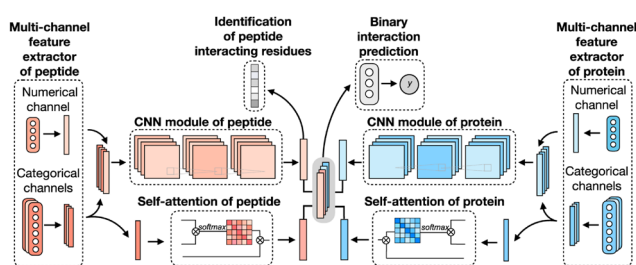 Multi-channel
feature
extractor
of peptide
Numerical
channel
Categorical
channels
Identification
of peptide
interacting residues
Binary
interaction
prediction
y
CNN module of peptide
CNN module of protein
Self-attention of peptide
softmax
Self-attention of protein
softmax
Multi-channel
feature
extractor
of protein
Numerical
channel
Categorical
channels